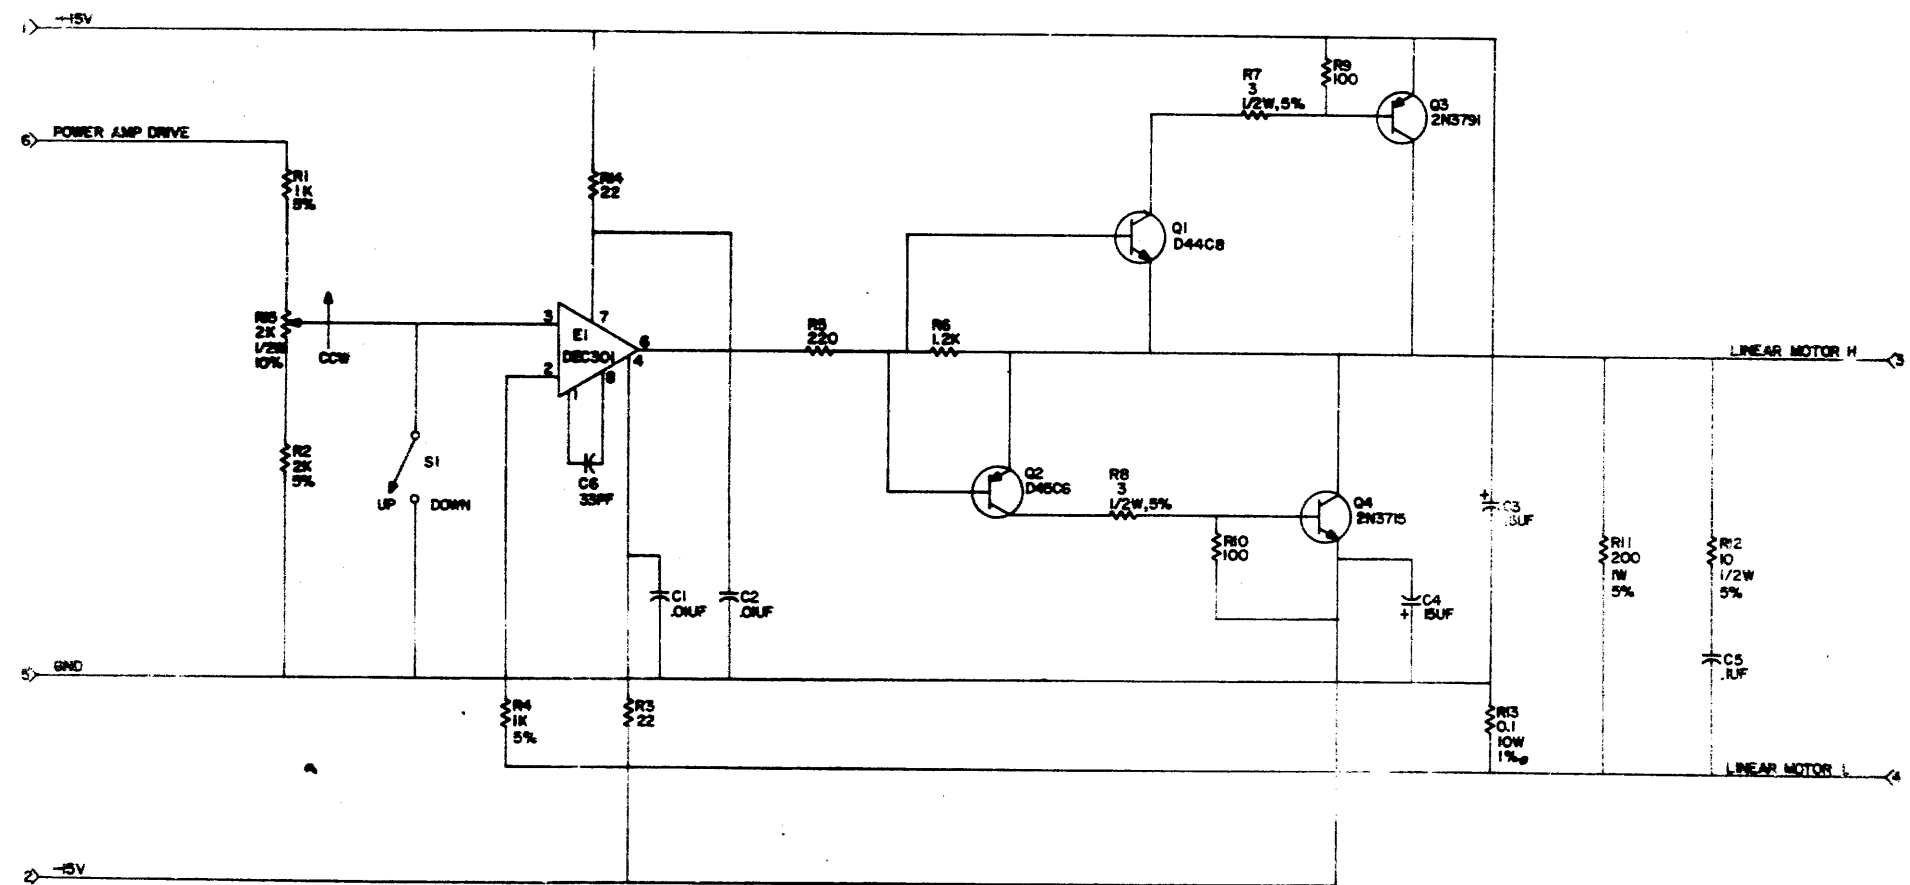 1 +15V
R9
100
R7
3
1/2W,5%
Q3
2N3791
6 POWER AMP DRIVE
R1
1K
5%
R14
22
Q1
D44C8
2K
1/2W
10%
CCW
3
7
E1
DEC301
6
4
2
1
8
R5
220
R6
1.2K
LINEAR MOTOR H
3
S1
UP
DOWN
R2
2K
5%
C6
33PF
Q2
D45C6
R8
3
1/2W,5%
Q4
2N3715
+
C3
R10
100
R11
200
1W
5%
R12
10
1/2W
5%
C1
.01UF
C2
.01UF
C4
+ 15UF
C5
.1UF
5 GND
R4
1K
5%
R3
22
R13
0.1
10W
1%
LINEAR MOTOR L
4
2 -15V